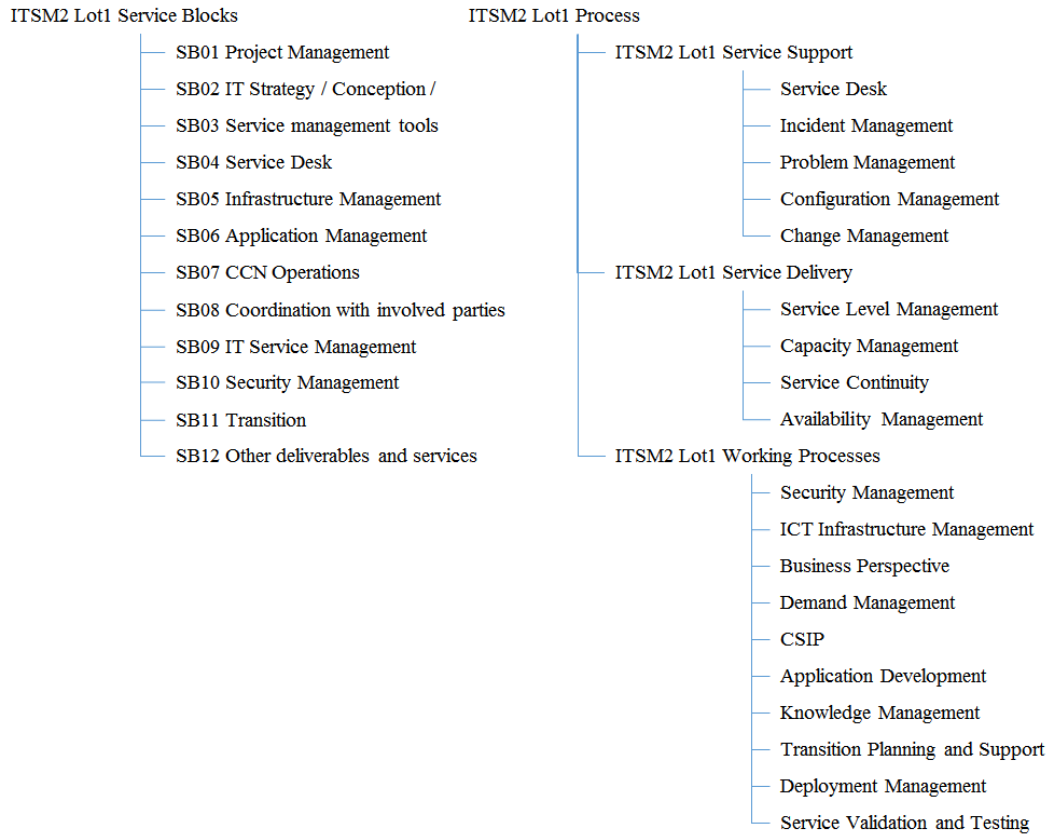 ITSM2 Lot1 Service Blocks
SB01 Project Management
SB02 IT Strategy / Conception /
SB03 Service management tools
SB04 Service Desk
SB05 Infrastructure Management
SB06 Application Management
SB07 CCN Operations
SB08 Coordination with involved parties
SB09 IT Service Management
SB10 Security Management
SB11 Transition
SB12 Other deliverables and services
ITSM2 Lot1 Process
ITSM2 Lot1 Service Support
Service Desk
Incident Management
Problem Management
Configuration Management
Change Management
ITSM2 Lot1 Service Delivery
Service Level Management
Capacity Management
Service Continuity
Availability Management
ITSM2 Lot1 Working Processes
Security Management
ICT Infrastructure Management
Business Perspective
Demand Management
CSIP
Application Development
Knowledge Management
Transition Planning and Support
Deployment Management
Service Validation and Testing